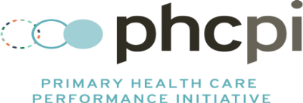 phcpi
PRIMARY HEALTH CARE
PERFORMANCE INITIATIVE